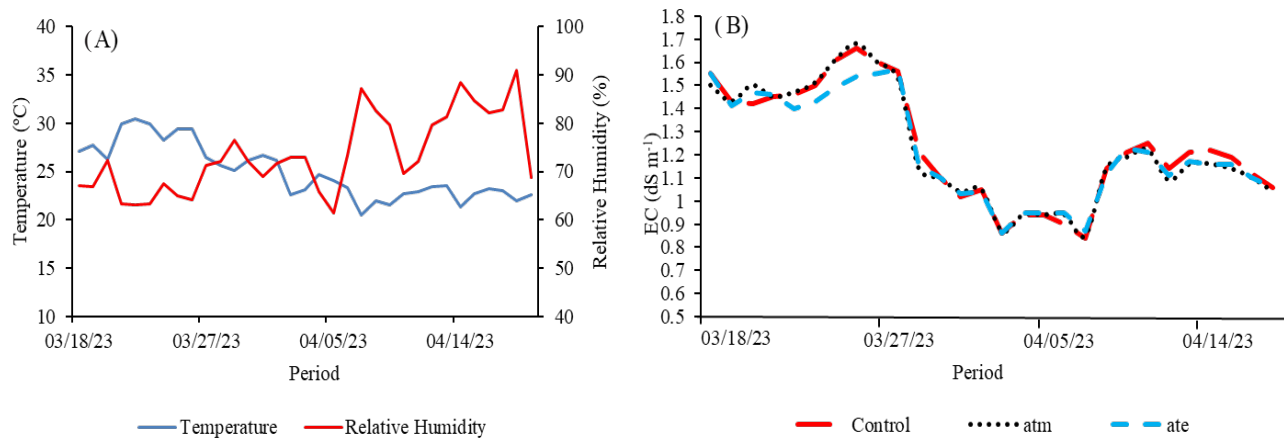 (A)
Temperature (ºC)
40
35
30
25
20
15
10
100
90
80
70
60
50
40
Relative Humidity (%)
03/18/23 03/27/23 04/05/23 04/14/23
Period
Temperature Relative Humidity
(B)
EC (dS m-1)
1.8
1.7
1.6
1.5
1.4
1.3
1.2
1.1
1
0.9
0.8
0.7
0.6
0.5
03/18/23 03/27/23 04/05/23 04/14/23
Period
Control atm ate